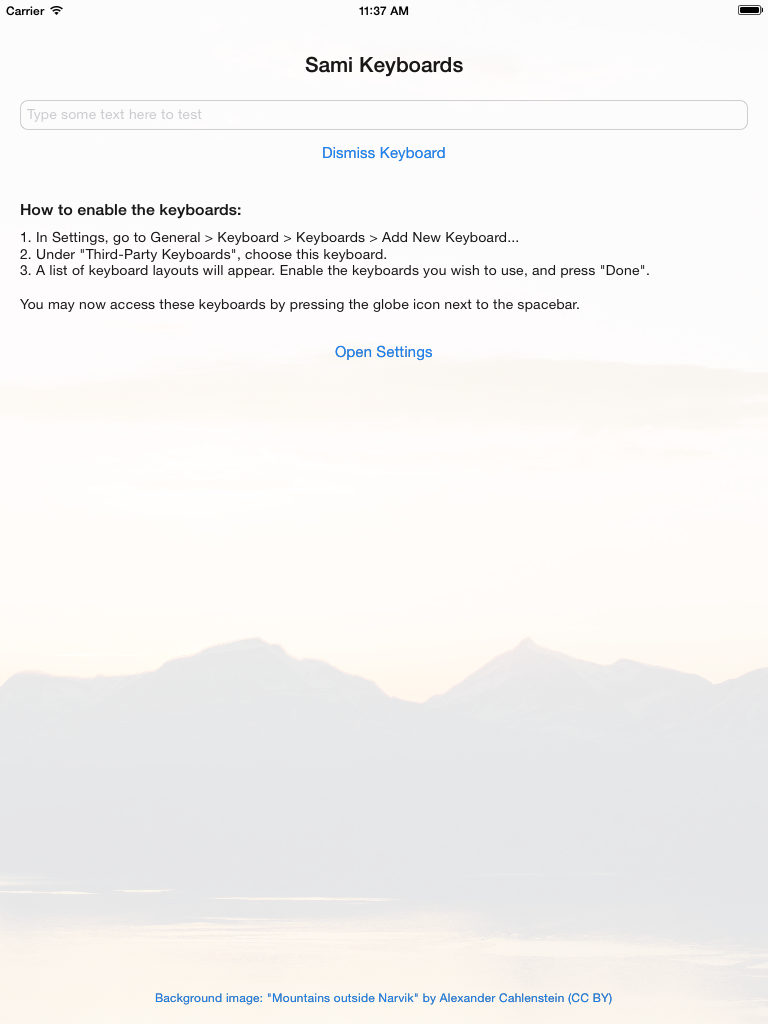 Carrier 11:37 AM
Sami Keyboards
Type some text here to test
Dismiss Keyboard
How to enable the keyboards:
1. In Settings, go to General > Keyboard > Keyboards > Add New Keyboard...
2. Under "Third-Party Keyboards", choose this keyboard.
3. A list of keyboard layouts will appear. Enable the keyboards you wish to use, and press "Done".
You may now access these keyboards by pressing the globe icon next to the spacebar.
Open Settings
Background image: "Mountains outside Narvik" by Alexander Cahlenstein (CC BY)